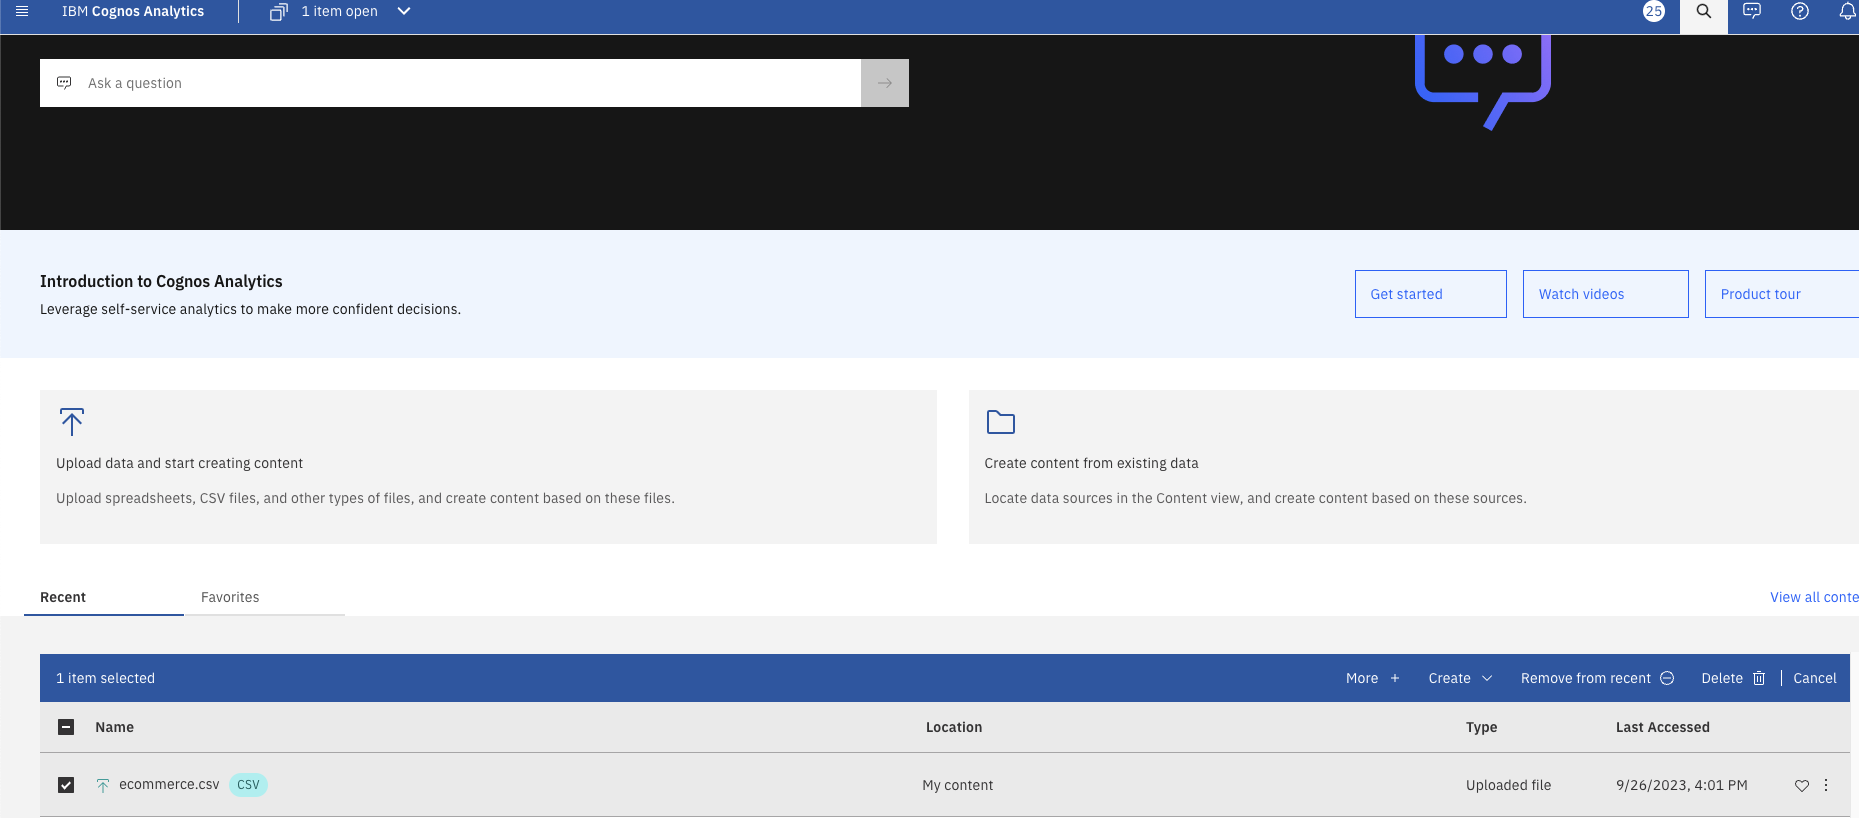 IBM Cognos Analytics
1 item open
25
Ask a question
Introduction to Cognos Analytics
Leverage self-service analytics to make more confident decisions.
Get started
Watch videos
Product tour
Upload data and start creating content
Upload spreadsheets, CSV files, and other types of files, and create content based on these files.
Create content from existing data
Locate data sources in the Content view, and create content based on these sources.
Recent
Favorites
View all conte
1 item selected
More
Create
Remove from recent
Delete
Cancel
Name
Location
Type
Last Accessed
ecommerce.csv
CSV
My content
Uploaded file
9/26/2023, 4:01 PM